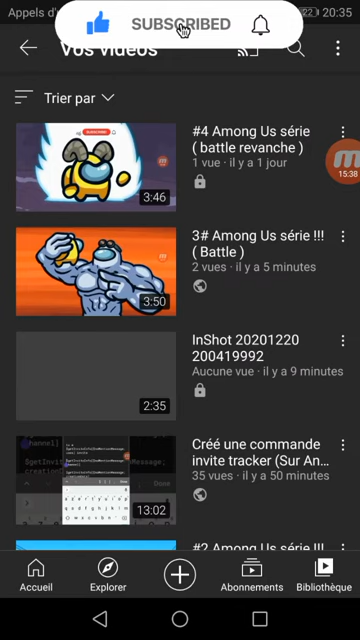 Appels d'u
22
20:35
SUBSCRIBED
Vos vidéos
Trier par
#4 Among Us série
( battle revanche )
1 vue · il y a 1 jour
3:46
15:38
3# Among Us série !!!
( Battle )
2 vues · il y a 5 minutes
3:50
InShot 20201220
200419992
Aucune vue · il y a 9 minutes
2:35
Créé une commande
invite tracker (Sur An...
35 vues · il y a 50 minutes
13:02
#2 Among Us série !!!
Accueil
Explorer
Abonnements
Bibliothèque